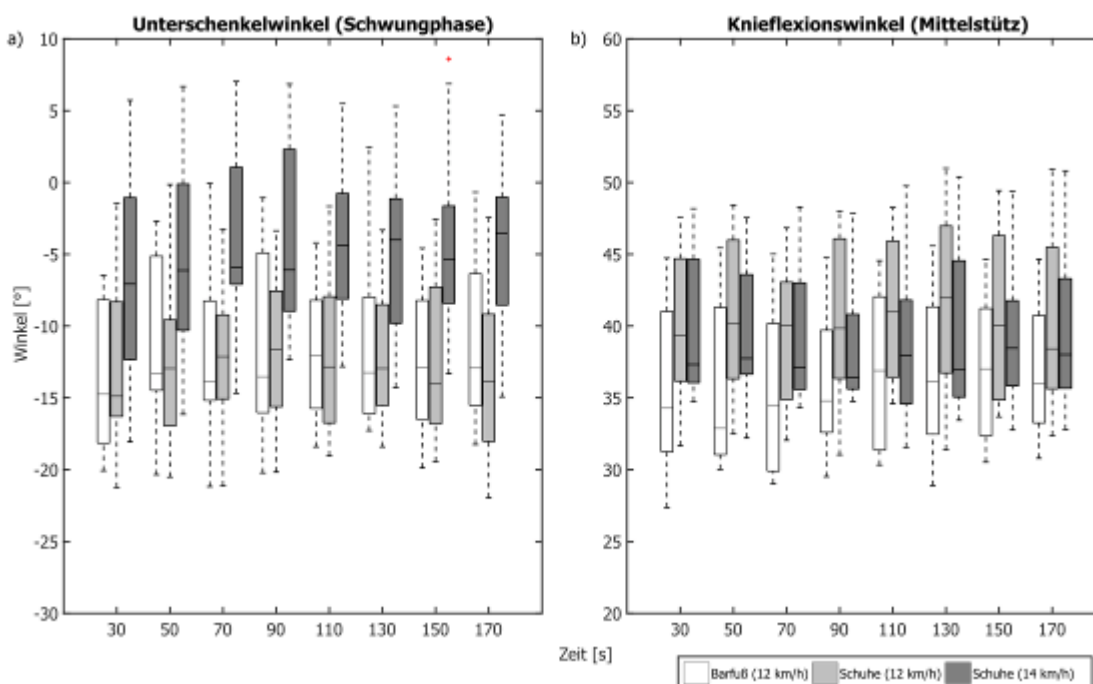 a) Unterschenkelwinkel (Schwungphase)
10
5
0
-5
-10
-15
-20
-25
-30
Winkel [°]
30 50 70 90 110 130 150 170
b) Knieflexionswinkel (Mittelstütz)
60
55
50
45
40
35
30
25
20
30 50 70 90 110 130 150 170
Zeit [s]
Barfuß (12 km/h) Schuhe (12 km/h) Schuhe (14 km/h)